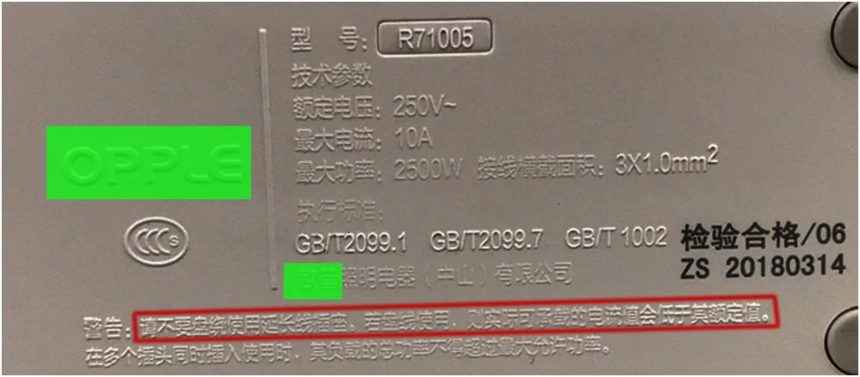 型 号: R71005
技术参数
额定电压: 250V~
最大电流: 10A
最大功率: 2500W 接线横截面积: 3X1.0mm²
执行标准:
GB/T2099.1 GB/T2099.7 GB/T 1002
照明电器(中山)有限公司
OPPLE
CCC S
检验合格/06
ZS 20180314
警告: 请不要盘绕使用延长线插座。若盘线使用,则实际可承载的电流值会低于其额定值。
在多个插头同时插入使用时,其负载的总功率不得超过最大允许功率。